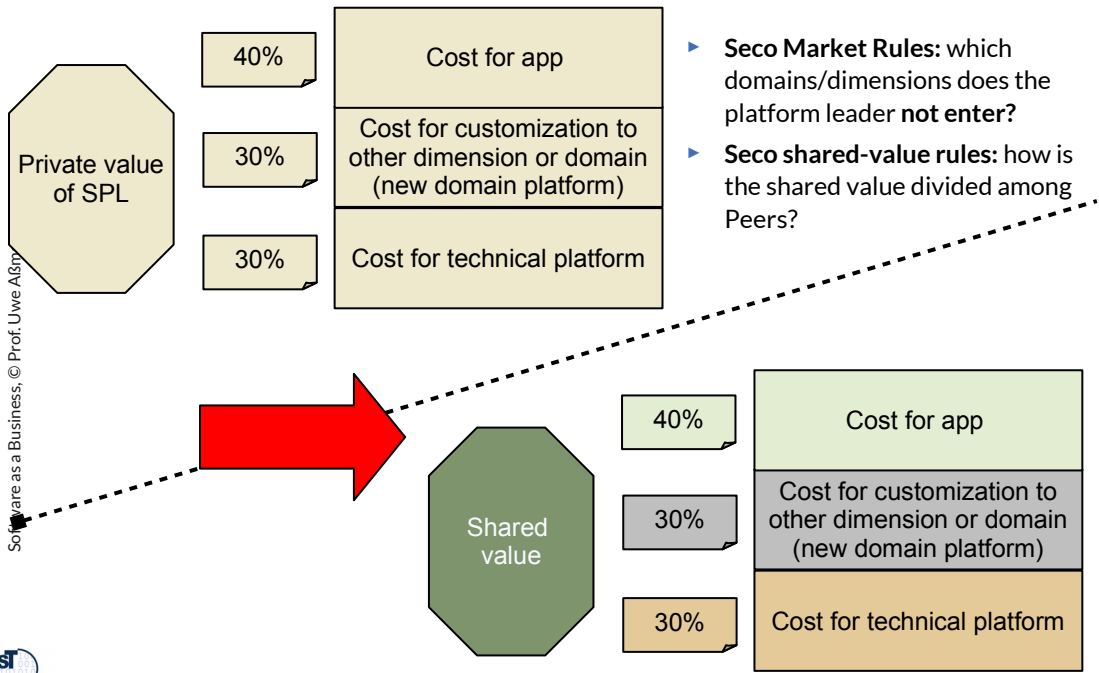 40%
Cost for app
Private value
of SPL
30%
Cost for customization to
other dimension or domain
(new domain platform)
30%
Cost for technical platform
► Seco Market Rules: which
domains/dimensions does the
platform leader not enter?
► Seco shared-value rules: how is
the shared value divided among
Peers?
Software as a Business, © Prof. Uwe
40%
Cost for app
Shared
value
30%
Cost for customization to
other dimension or domain
(new domain platform)
30%
Cost for technical platform
sT